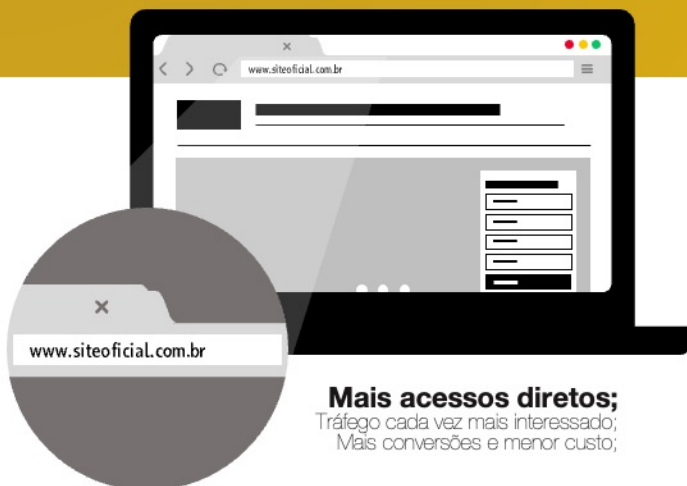 www.siteoficial.com.br
www.siteoficial.com.br
Mais acessos diretos;
Tráfego cada vez mais interessado;
Mais conversões e menor custo;